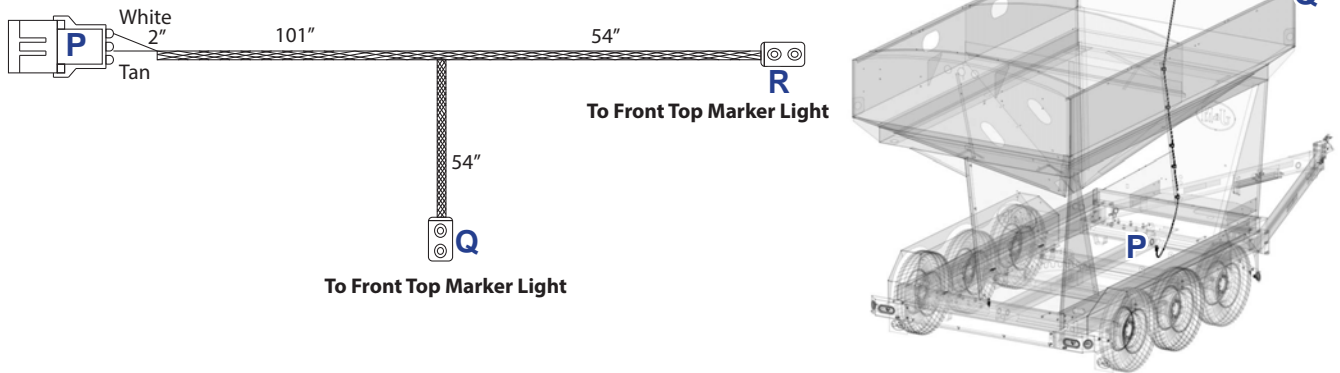 White
P
2”
101”
54”
Tan
R
To Front Top Marker Light
54”
Q
To Front Top Marker Light
Q
P